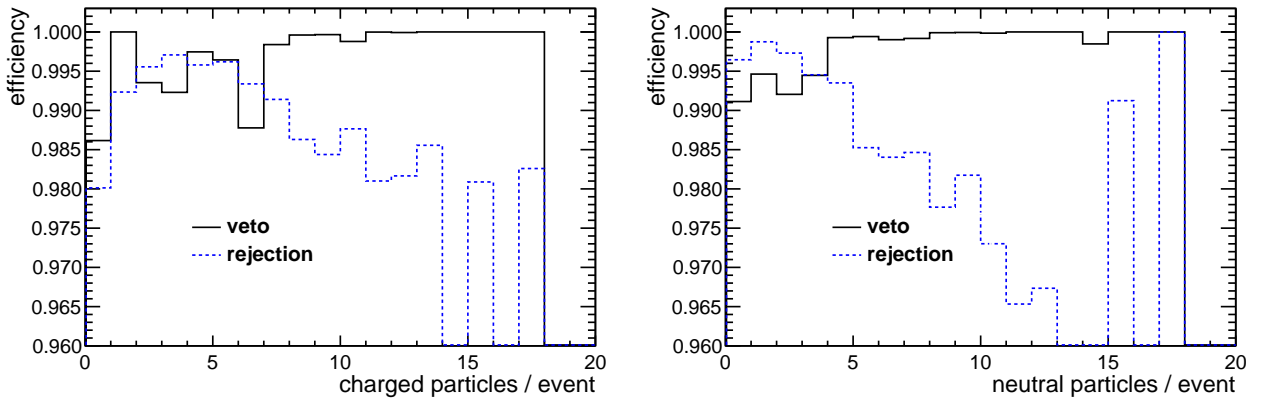 efficiency
1.000
0.995
0.990
0.985
0.980
0.975
0.970
0.965
0.960
veto
rejection
0 5 10 15 20
charged particles / event
efficiency
1.000
0.995
0.990
0.985
0.980
0.975
0.970
0.965
0.960
veto
rejection
0 5 10 15 20
neutral particles / event